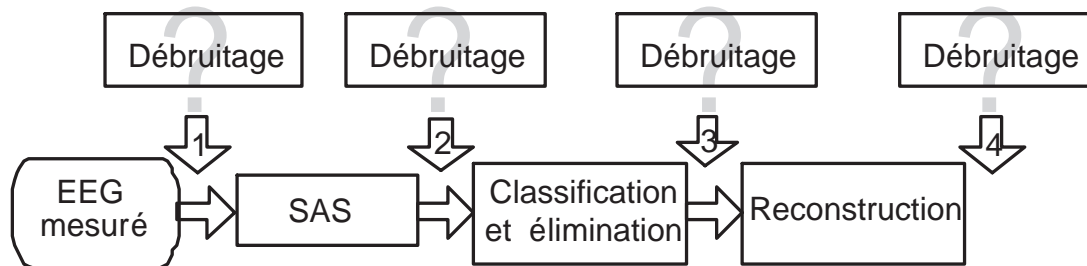 ? Débruitage
? Débruitage
? Débruitage
? Débruitage
1
2
3
4
EEG
mesuré
SAS
Classification
et élimination
Reconstruction